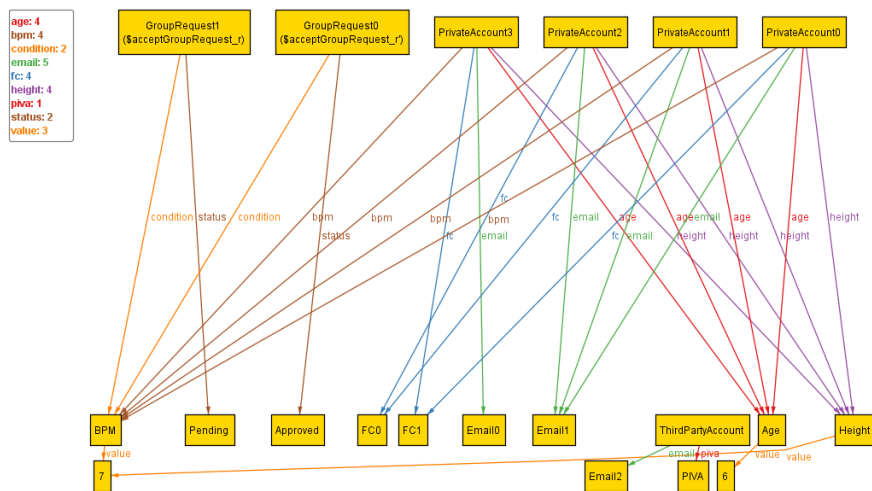 age: 4
bpm: 4
condition: 2
email: 5
fc: 4
height: 4
piva: 1
status: 2
value: 3
GroupRequest1
($acceptGroupRequest_r)
GroupRequest0
($acceptGroupRequest_r')
PrivateAccount3
PrivateAccount2
PrivateAccount1
PrivateAccount0
fc
condition status condition bpm bpm bpm bpm email fc age age email age age height
status fc email fc email height height height
BPM Pending Approved FC0 FC1 Email0 Email1 ThirdPartyAccount Age Height
value email piva value value
7 Email2 PIVA 6